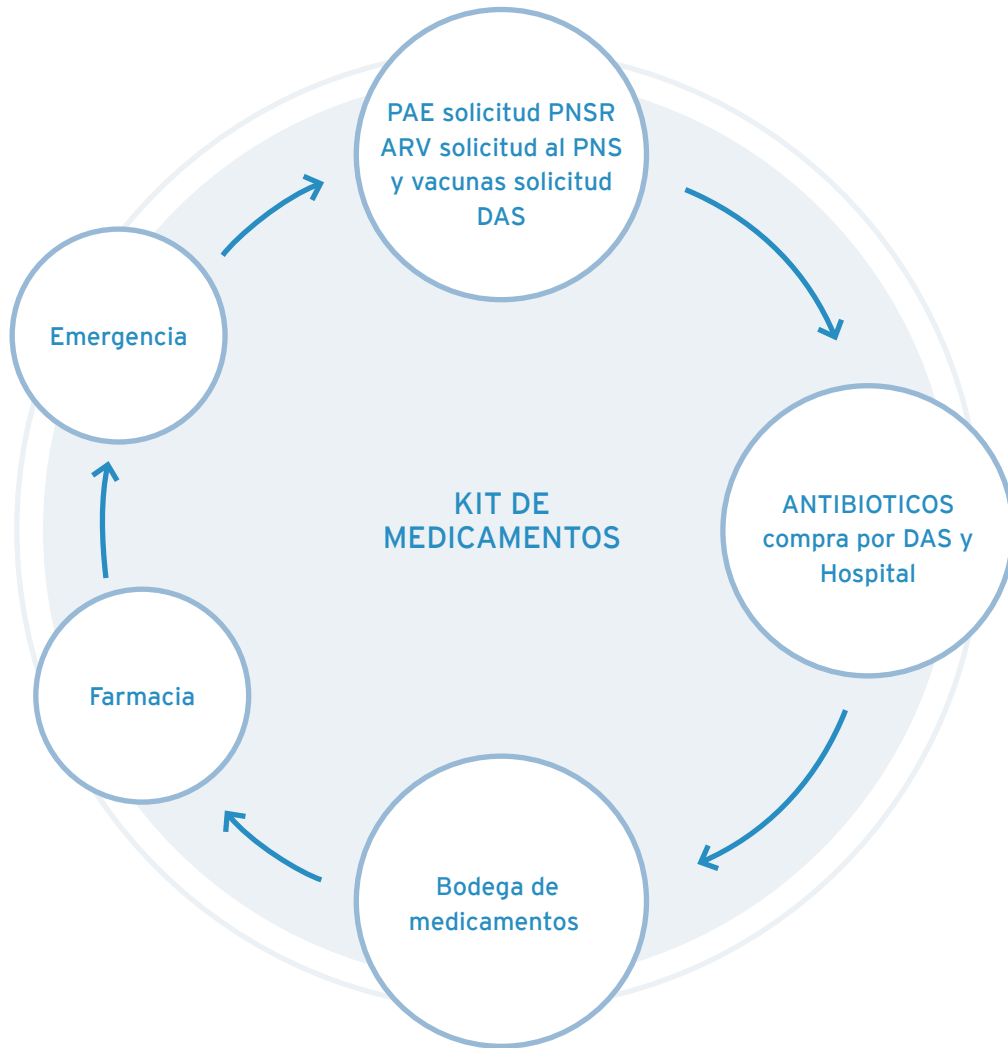 PAE solicitud PNSR
ARV solicitud al PNS
y vacunas solicitud
DAS
Emergencia
KIT DE
MEDICAMENTOS
ANTIBIOTICOS
compra por DAS y
Hospital
Farmacia
Bodega de
medicamentos